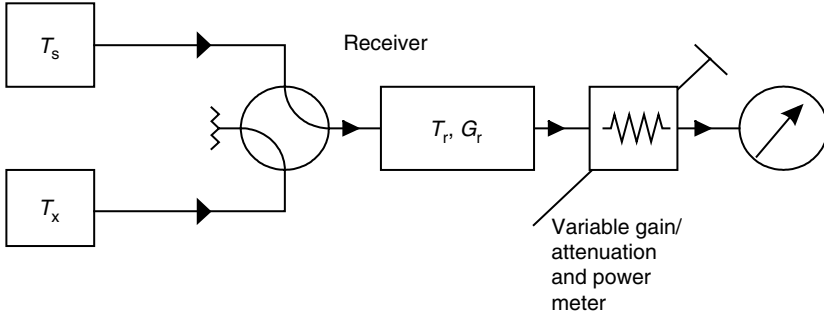 T_s
Receiver
T_r, G_r
T_x
Variable gain/
attenuation
and power
meter